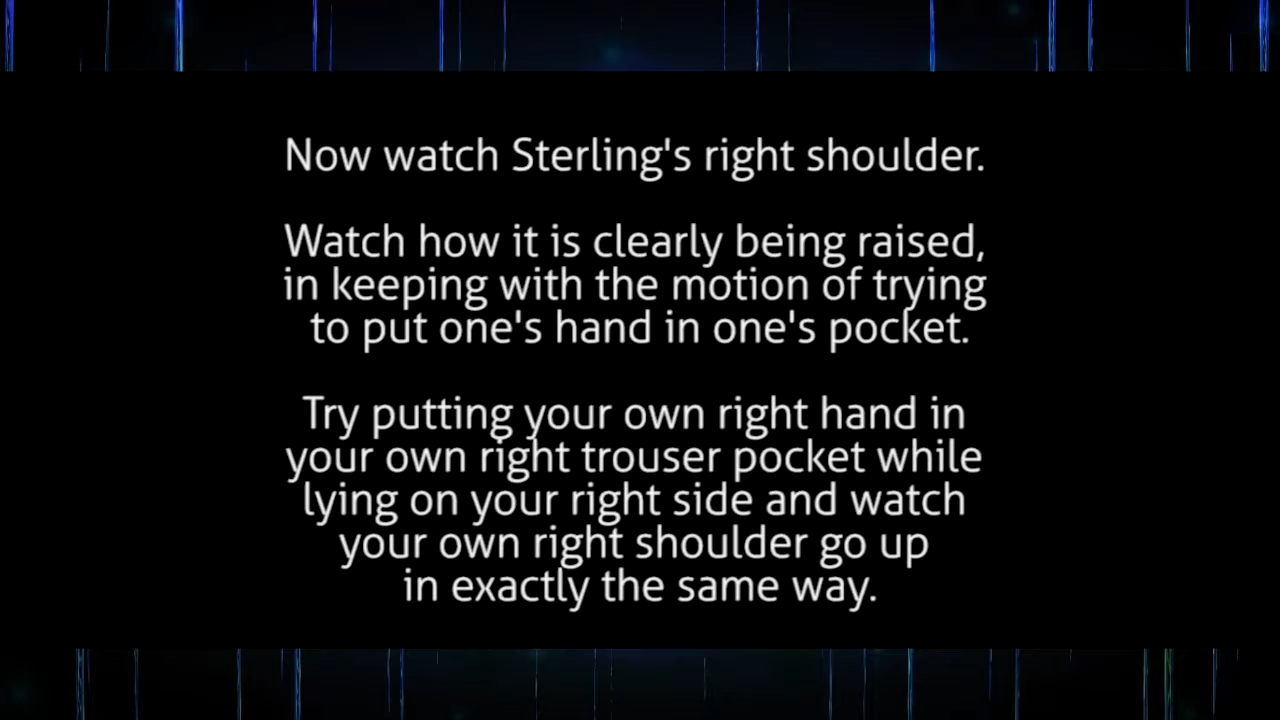 Now watch Sterling's right shoulder.
Watch how it is clearly being raised,
in keeping with the motion of trying
to put one's hand in one's pocket.
Try putting your own right hand in
your own right trouser pocket while
lying on your right side and watch
your own right shoulder go up
in exactly the same way.